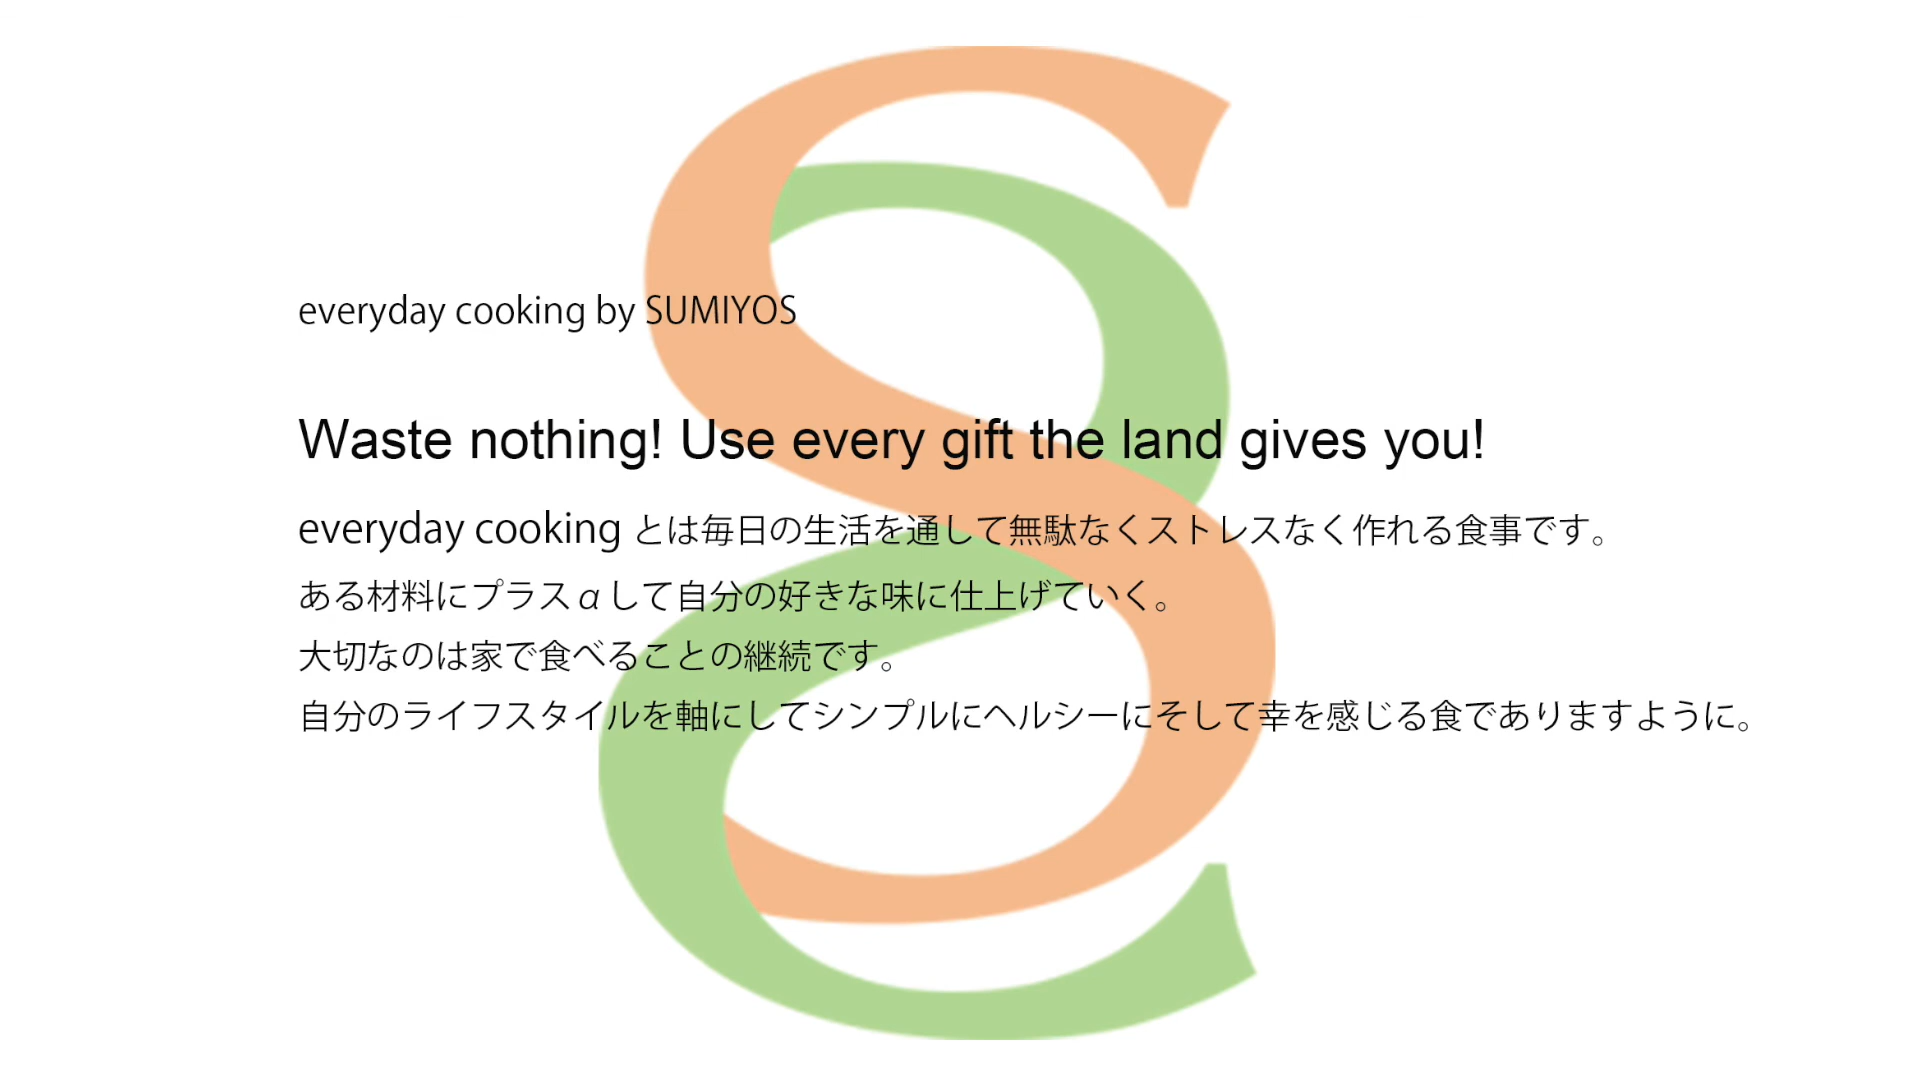 everyday cooking by SUMIYOS
Waste nothing! Use every gift the land gives you!
everyday cooking とは毎日の生活を通して無駄なくストレスなく作れる食事です。
ある材料にプラスαして自分の好きな味に仕上げていく。
大切なのは家で食べることの継続です。
自分のライフスタイルを軸にしてシンプルにヘルシーにそして幸を感じる食でありますように。